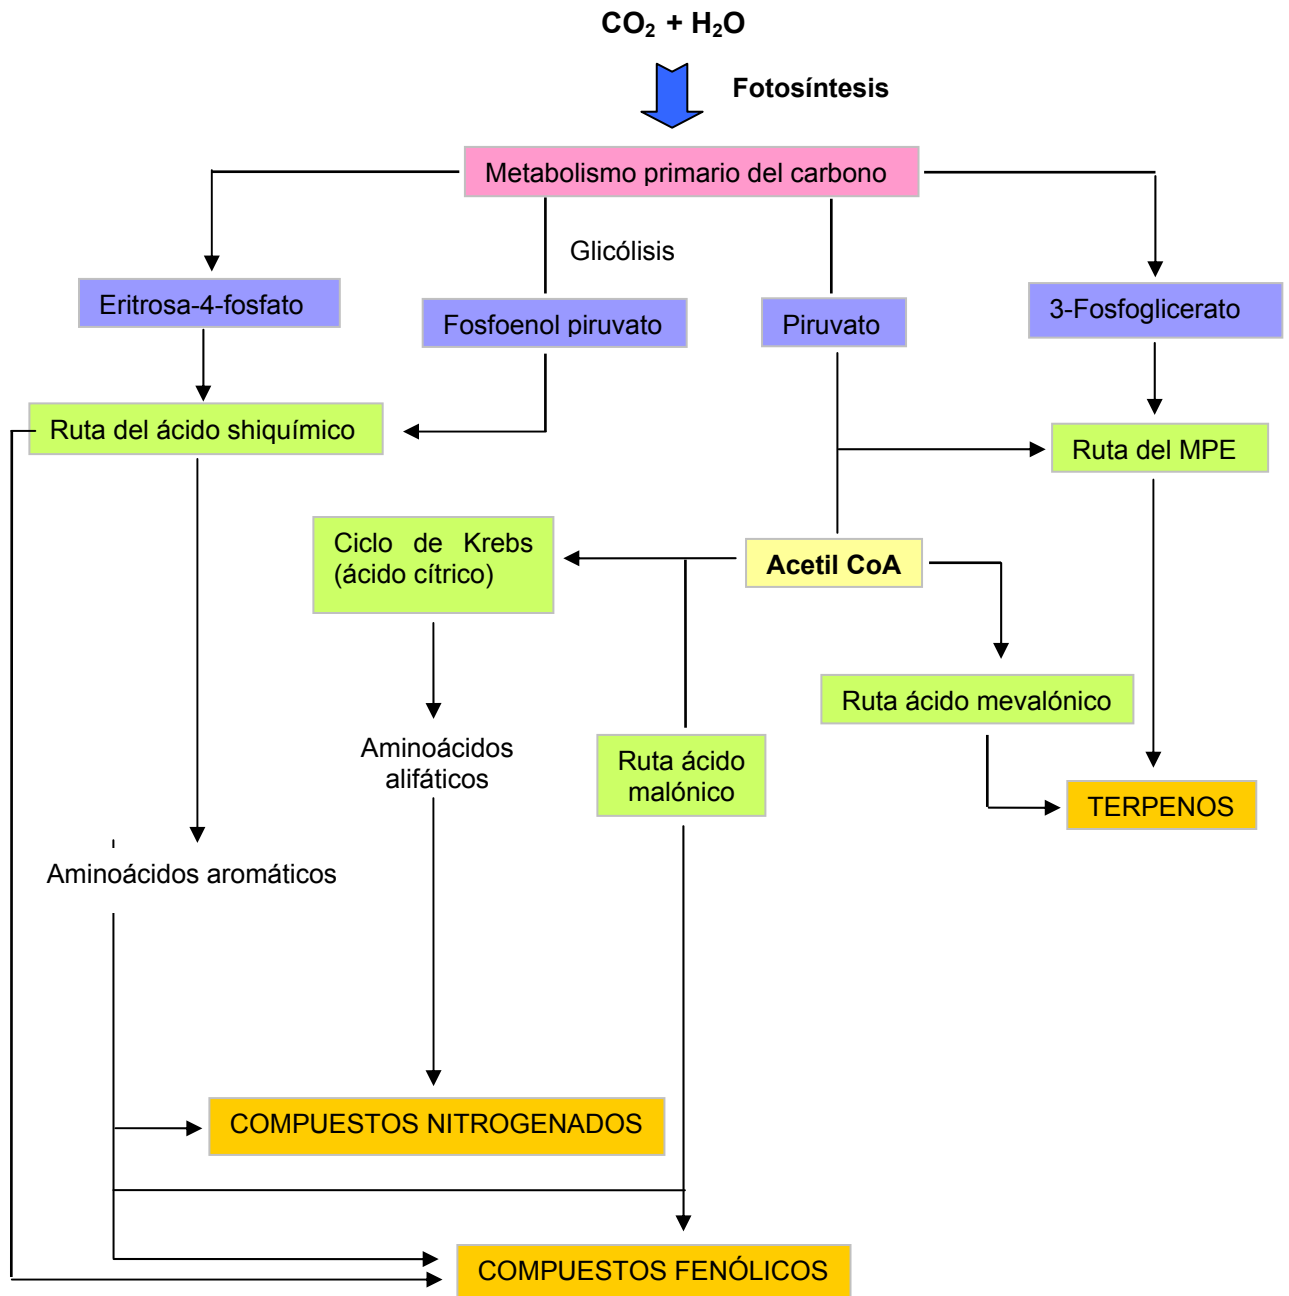 CO₂ + H₂O
Fotosíntesis
Metabolismo primario del carbono
Glicólisis
Eritrosa-4-fosfato
Fosfoenol piruvato
Piruvato
3-Fosfoglicerato
Ruta del ácido shiquímico
Ruta del MPE
Ciclo de Krebs
(ácido cítrico)
Acetil CoA
Ruta ácido mevalónico
Aminoácidos
alifáticos
Ruta ácido
malónico
TERPENOS
Aminoácidos aromáticos
COMPUESTOS NITROGENADOS
COMPUESTOS FENÓLICOS